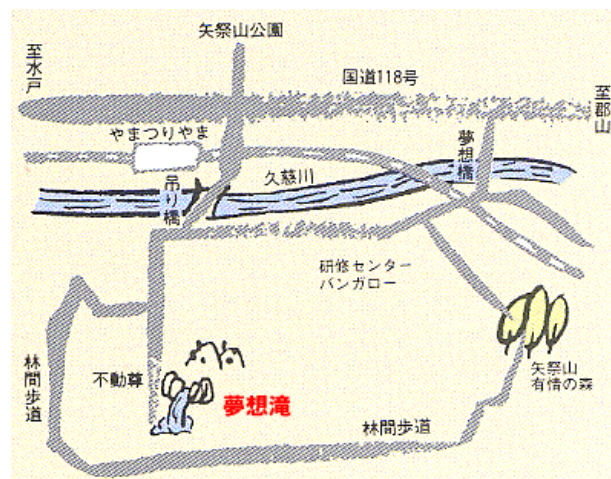 矢祭山公園
至水戸
国道118号
至郡山
やまつりやま
夢想橋
吊り橋
久慈川
研修センター
バンガロー
不動尊
夢想滝
矢祭山
有情の森
林間歩道
林間歩道